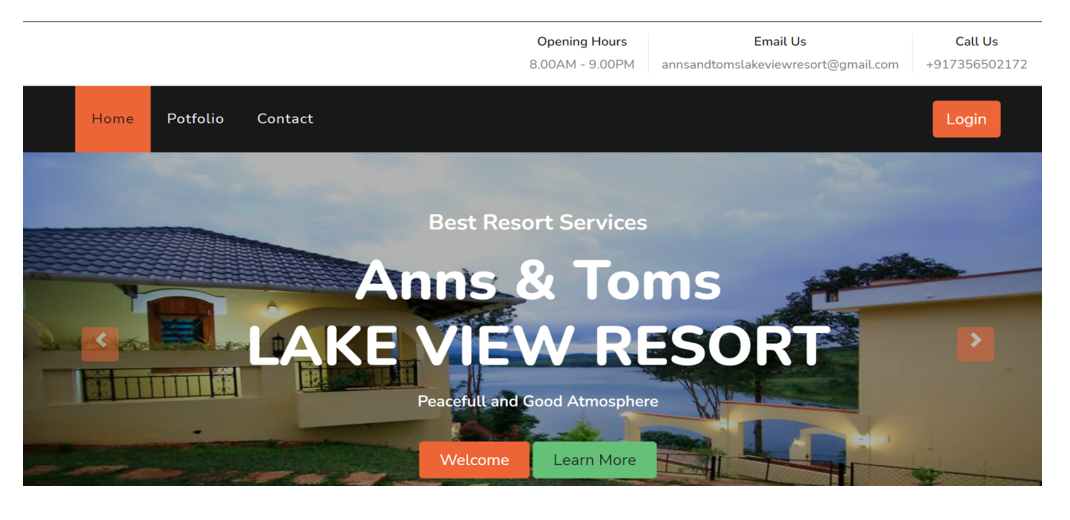 Opening Hours
8.00AM - 9.00PM
Email Us
annsandtomslakeviewresort@gmail.com
Call Us
+917356502172
Home Potfolio Contact Login
Best Resort Services
Anns & Toms
LAKE VIEW RESORT
Peacefull and Good Atmosphere
Welcome Learn More